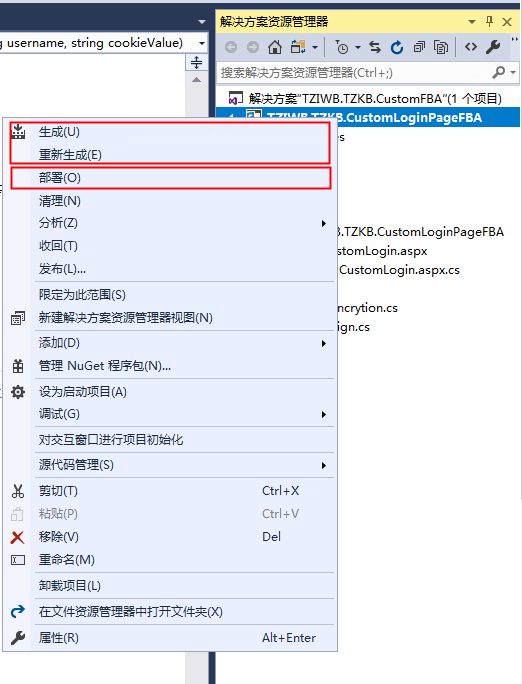 g username, string cookieValue)
解决方案资源管理器
搜索解决方案资源管理器(Ctrl+;)
解决方案"TZIWB.TZKB.CustomFBA"(1 个项目)
TZIWB.TZKB.CustomLoginPageFBA
es
B.TZKB.CustomLoginPageFBA
stomLogin.aspx
CustomLogin.aspx.cs
ncrytion.cs
ign.cs
生成(U)
重新生成(E)
部署(O)
清理(N)
分析(Z)
收回(T)
发布(L)...
限定为此范围(S)
新建解决方案资源管理器视图(N)
添加(D)
管理 NuGet 程序包(N)...
设为启动项目(A)
调试(G)
对交互窗口进行项目初始化
源代码管理(S)
剪切(T) Ctrl+X
粘贴(P) Ctrl+V
移除(V) Del
重命名(M)
卸载项目(L)
在文件资源管理器中打开文件夹(X)
属性(R) Alt+Enter